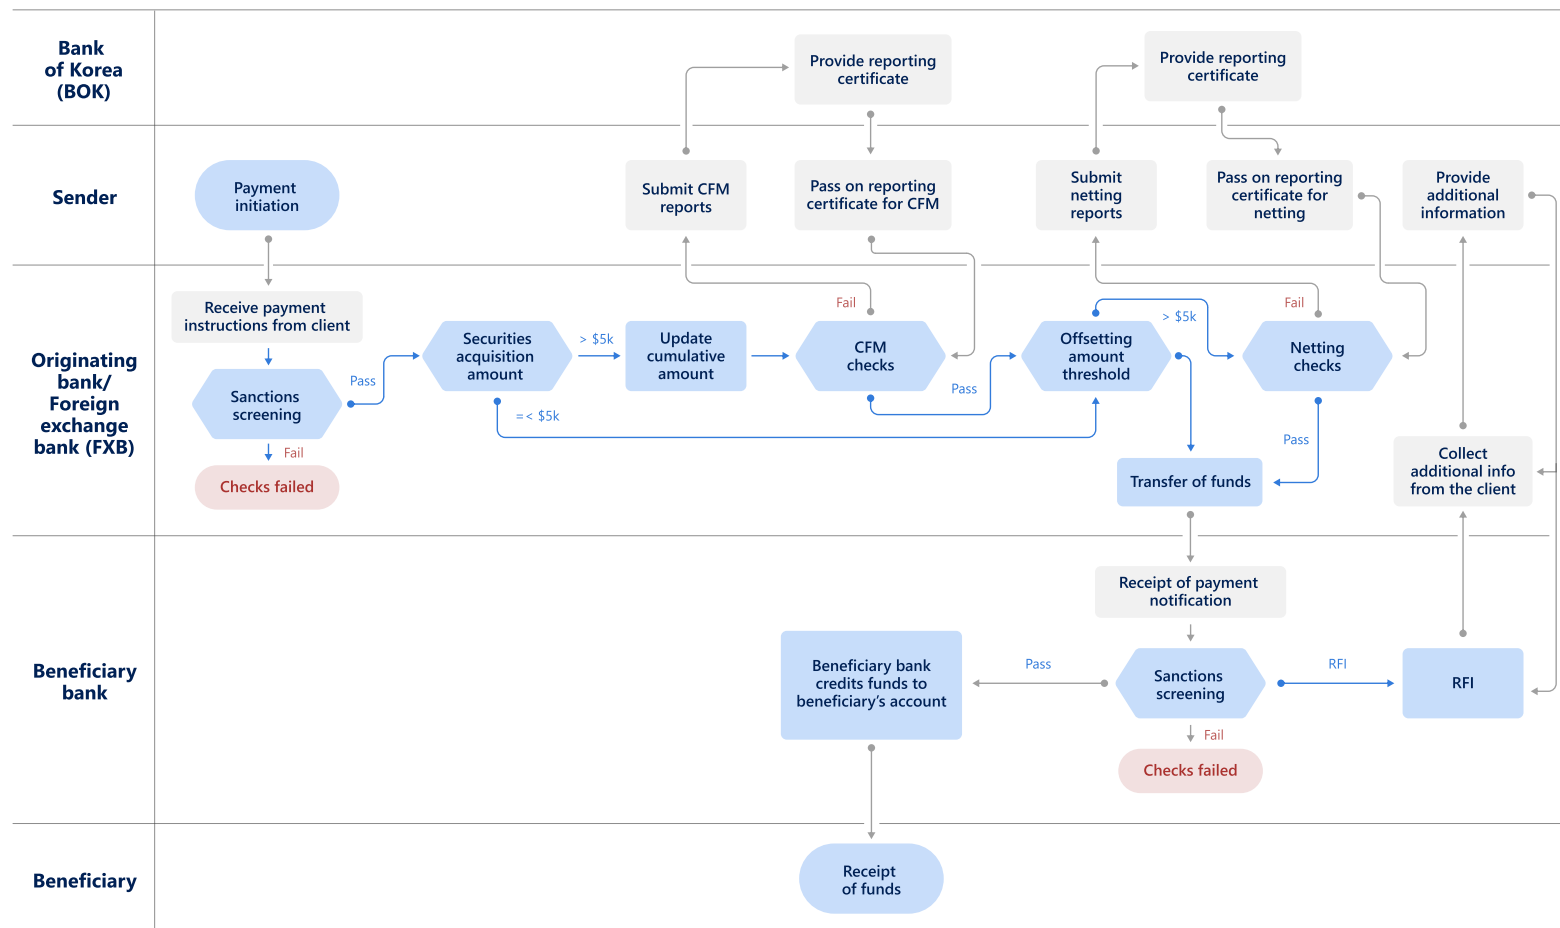 Bank
of Korea
(BOK)
Provide reporting
certificate
Provide reporting
certificate
Sender
Payment
initiation
Submit CFM
reports
Pass on reporting
certificate for CFM
Submit
netting
reports
Pass on reporting
certificate for
netting
Provide
additional
information
Originating
bank/
Foreign
exchange
bank (FXB)
Receive payment
instructions from client
Sanctions
screening
Pass
Fail
Checks failed
Securities
acquisition
amount
> $5k
=< $5k
Update
cumulative
amount
Fail
CFM
checks
Pass
Offsetting
amount
threshold
> $5k
Fail
Netting
checks
Pass
Transfer of funds
Collect
additional info
from the client
Beneficiary
bank
Receipt of payment
notification
Beneficiary bank
credits funds to
beneficiary’s account
Pass
Sanctions
screening
RFI
RFI
Fail
Checks failed
Beneficiary
Receipt
of funds